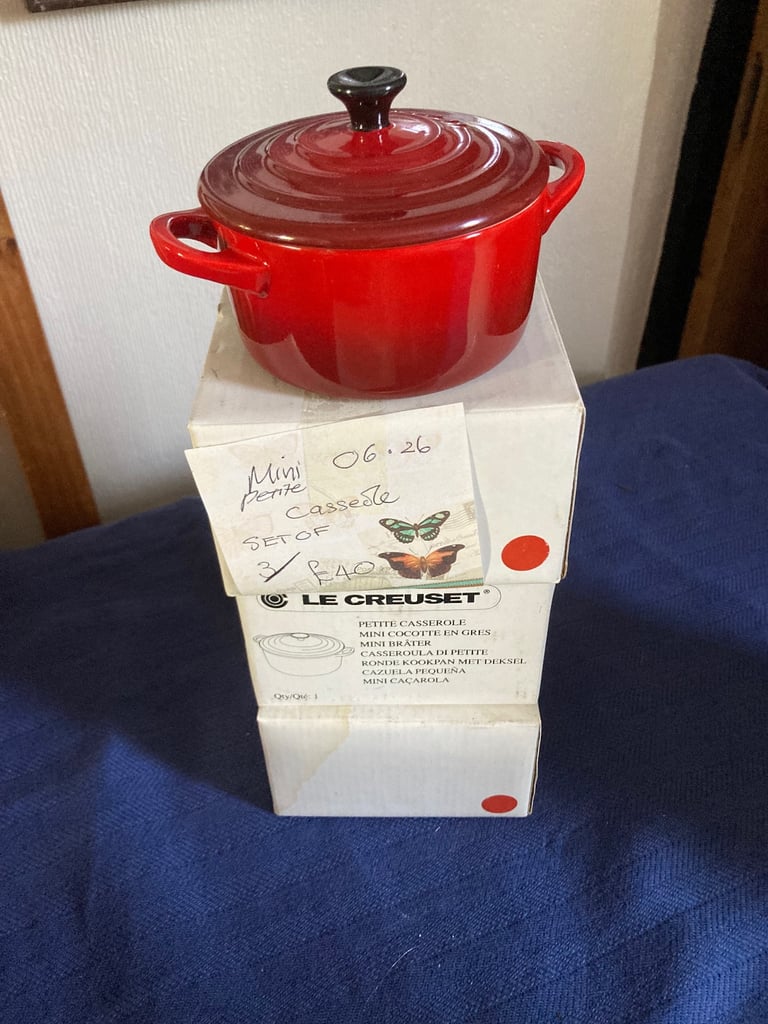 06.26
Mini
petite
Casserole
SET OF
3/ £40
LE CREUSET®
PETITE CASSEROLE
MINI COCOTTE EN GRES
MINI BRÄTER
CASSEROULA DI PETITE
RONDE KOOKPAN MET DEKSEL
CAZUELA PEQUEÑA
MINI CAÇAROLA
Qty/Qté: 1